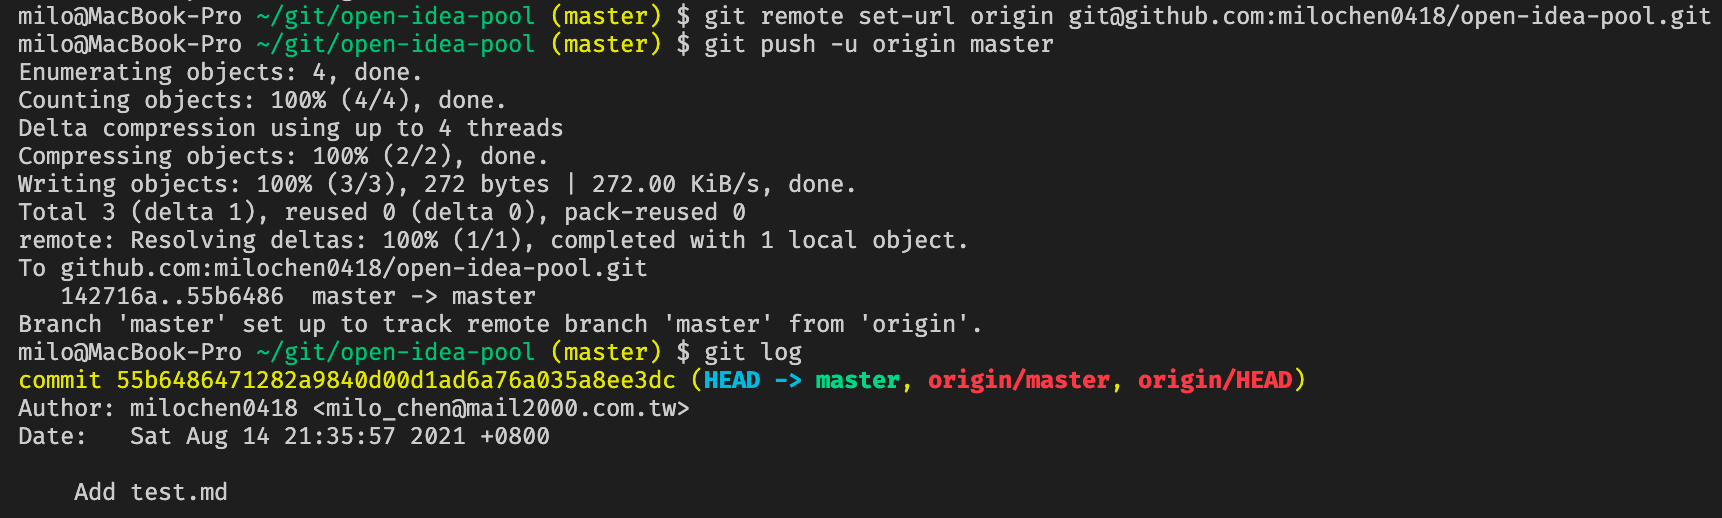 milo@MacBook-Pro ~/git/open-idea-pool (master) $ git remote set-url origin git@github.com:milochen0418/open-idea-pool.git
milo@MacBook-Pro ~/git/open-idea-pool (master) $ git push -u origin master
Enumerating objects: 4, done.
Counting objects: 100% (4/4), done.
Delta compression using up to 4 threads
Compressing objects: 100% (2/2), done.
Writing objects: 100% (3/3), 272 bytes | 272.00 KiB/s, done.
Total 3 (delta 1), reused 0 (delta 0), pack-reused 0
remote: Resolving deltas: 100% (1/1), completed with 1 local object.
To github.com:milochen0418/open-idea-pool.git
   142716a..55b6486  master -> master
Branch 'master' set up to track remote branch 'master' from 'origin'.
milo@MacBook-Pro ~/git/open-idea-pool (master) $ git log
commit 55b6486471282a9840d00d1ad6a76a035a8ee3dc (HEAD -> master, origin/master, origin/HEAD)
Author: milochen0418 <milo_chen@mail2000.com.tw>
Date:   Sat Aug 14 21:35:57 2021 +0800
    Add test.md